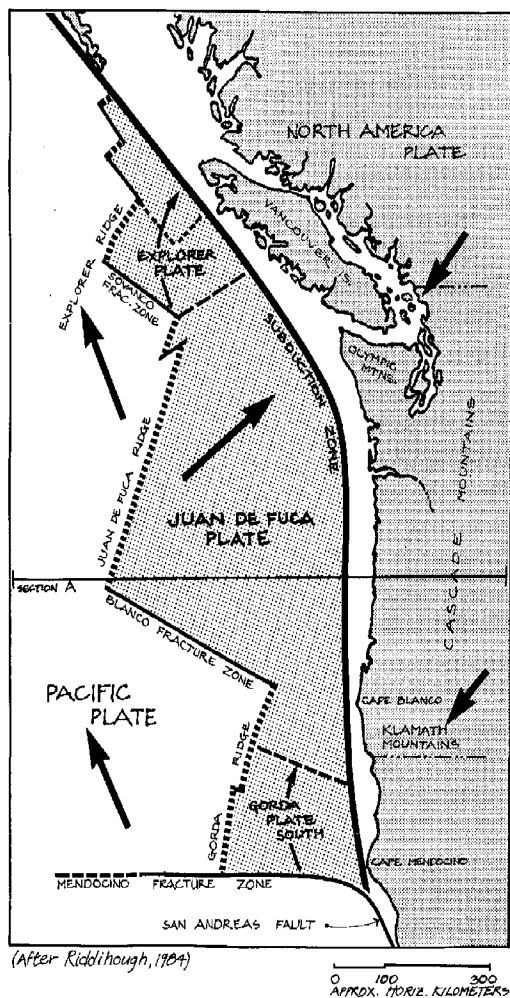 NORTH AMERICA
PLATE
VANCOUVER IS.
EXPLORER RIDGE
EXPLORER
PLATE
SOVANCO
FRAC. ZONE
SUBDUCTION
ZONE
OLYMPIC
MTNS.
JUAN DE FUCA RIDGE
JUAN DE FUCA
PLATE
CASCADE MOUNTAINS
SECTION A
BLANCO FRACTURE ZONE
PACIFIC
PLATE
CAPE BLANCO
KLAMATH
MOUNTAINS
GORDA RIDGE
GORDA
PLATE
SOUTH
CAPE MENDOCINO
MENDOCINO FRACTURE ZONE
SAN ANDREAS FAULT
(After Riddihough, 1984)
0 100 300
APPROX. HORIZ. KILOMETERS